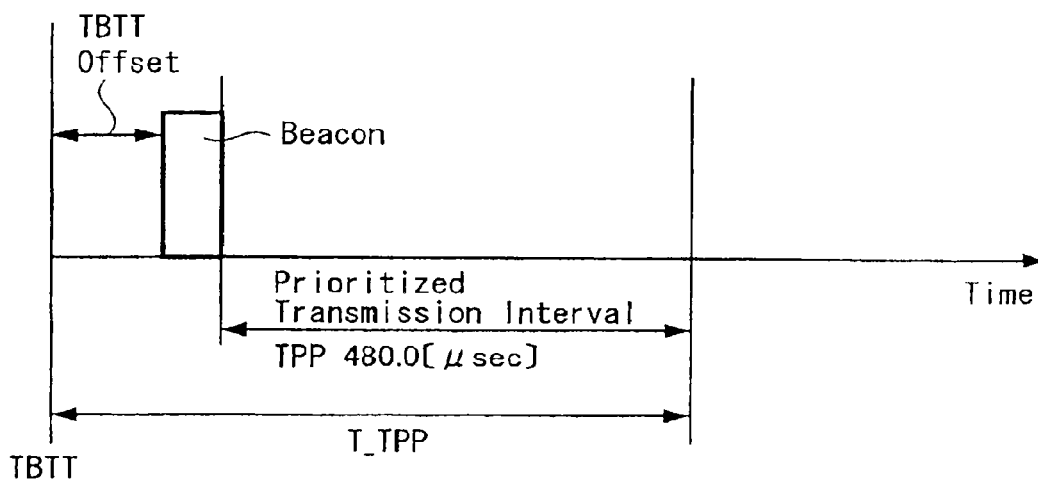 TBTT
Offset
Beacon
Prioritized
Transmission Interval
Time
TPP 480.0[μsec]
T_TPP
TBTT